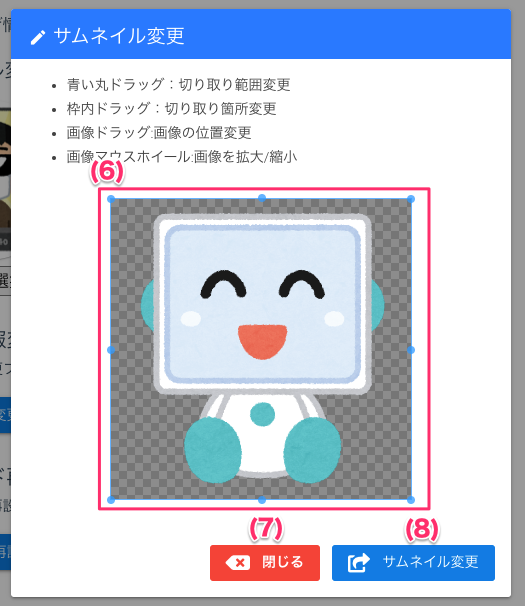 サムネイル変更
青い丸ドラッグ：切り取り範囲変更
枠内ドラッグ：切り取り箇所変更
画像ドラッグ:画像の位置変更
画像マウスホイール:画像を拡大/縮小
(6)
(7)
(8)
閉じる
サムネイル変更